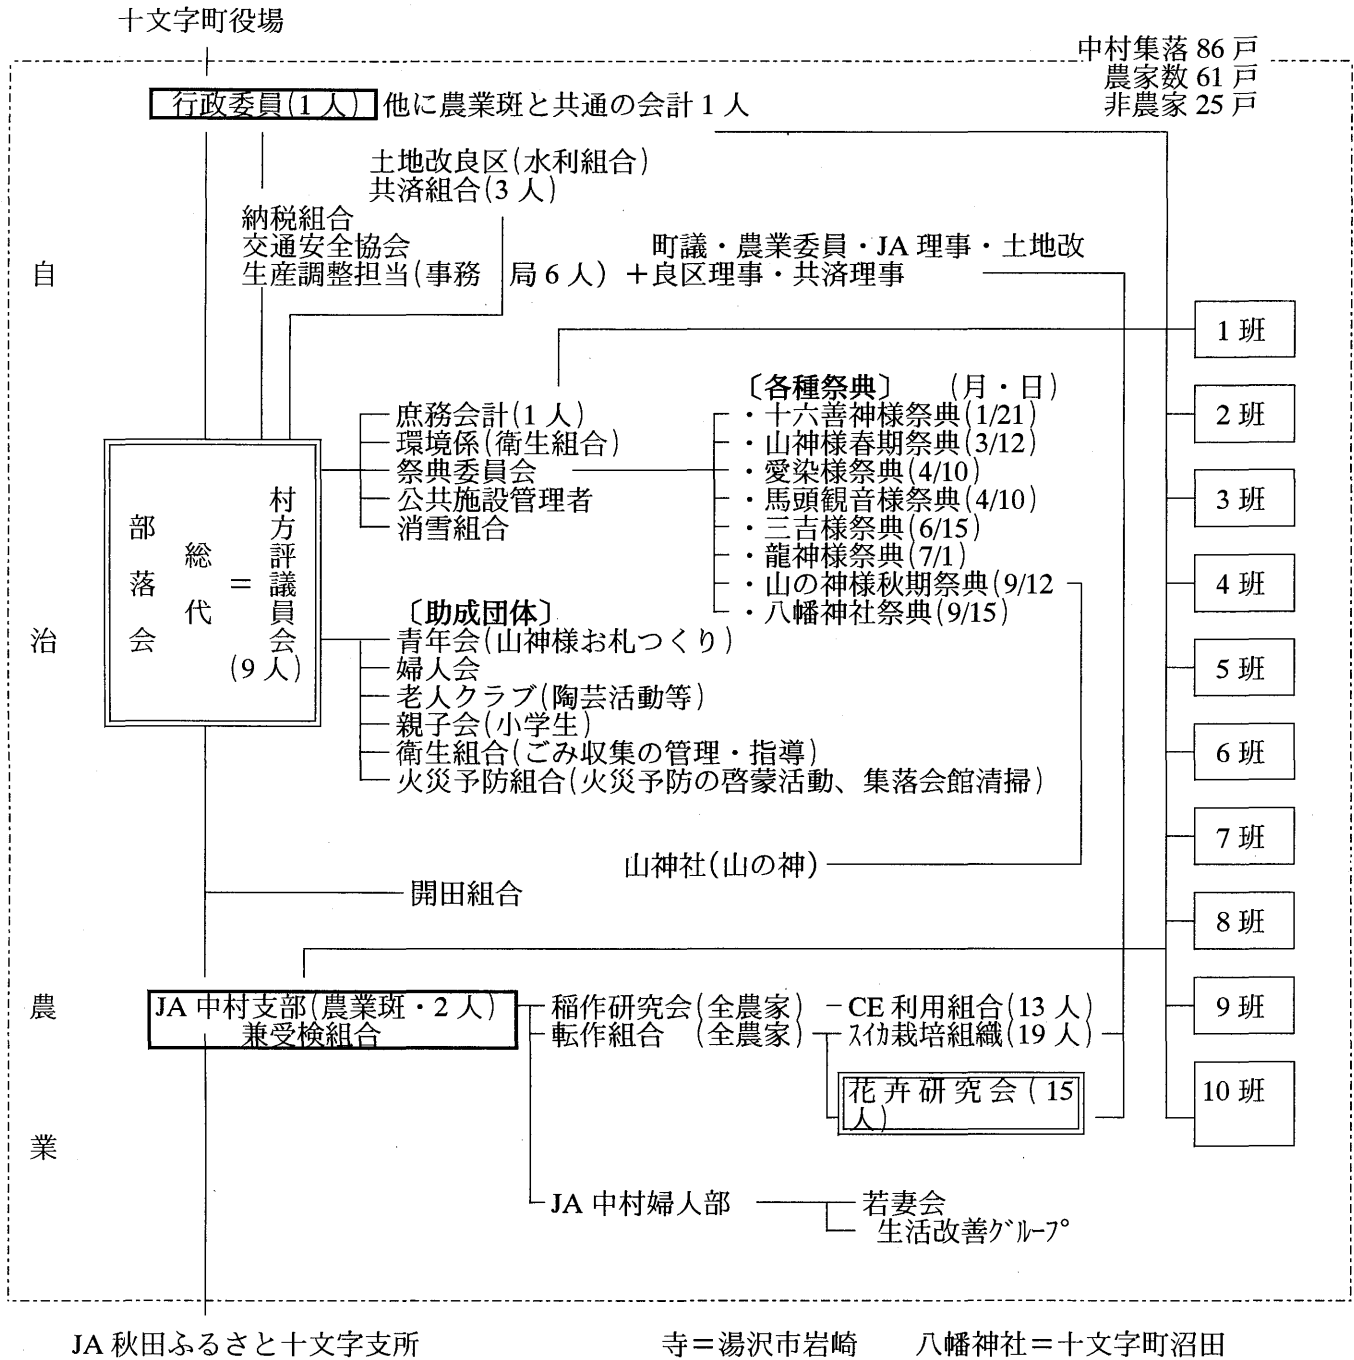 十文字町役場
中村集落 86 戸
農家数 61 戸
非農家 25 戸
行政委員(1 人)
他に農業班と共通の会計 1 人
土地改良区(水利組合)
共済組合(3 人)
納税組合
交通安全協会
生産調整担当(事務 局 6 人)
+
町議・農業委員・JA 理事・土地改
良区理事・共済理事
自
治
農
業
1 班
2 班
3 班
4 班
5 班
6 班
7 班
8 班
9 班
10 班
庶務会計(1 人)
環境係(衛生組合)
祭典委員会
公共施設管理者
消雪組合
〔各種祭典〕 (月・日)
・十六善神様祭典(1/21)
・山神様春期祭典(3/12)
・愛染様祭典(4/10)
・馬頭観音様祭典(4/10)
・三吉様祭典(6/15)
・龍神様祭典(7/1)
・山の神様秋期祭典(9/12
・八幡神社祭典(9/15)
部落会
総代
=
村方評議員会
(9 人)
〔助成団体〕
青年会(山神様お札つくり)
婦人会
老人クラブ(陶芸活動等)
親子会(小学生)
衛生組合(ごみ収集の管理・指導)
火災予防組合(火災予防の啓蒙活動、集落会館清掃)
山神社(山の神)
開田組合
JA 中村支部(農業班・2 人)
兼受検組合
稲作研究会(全農家)
転作組合 (全農家)
CE 利用組合(13 人)
スイカ栽培組織(19 人)
花卉研究会(15
人)
JA 中村婦人部
若妻会
生活改善グループ
JA 秋田ふるさと十文字支所
寺=湯沢市岩崎 八幡神社=十文字町沼田